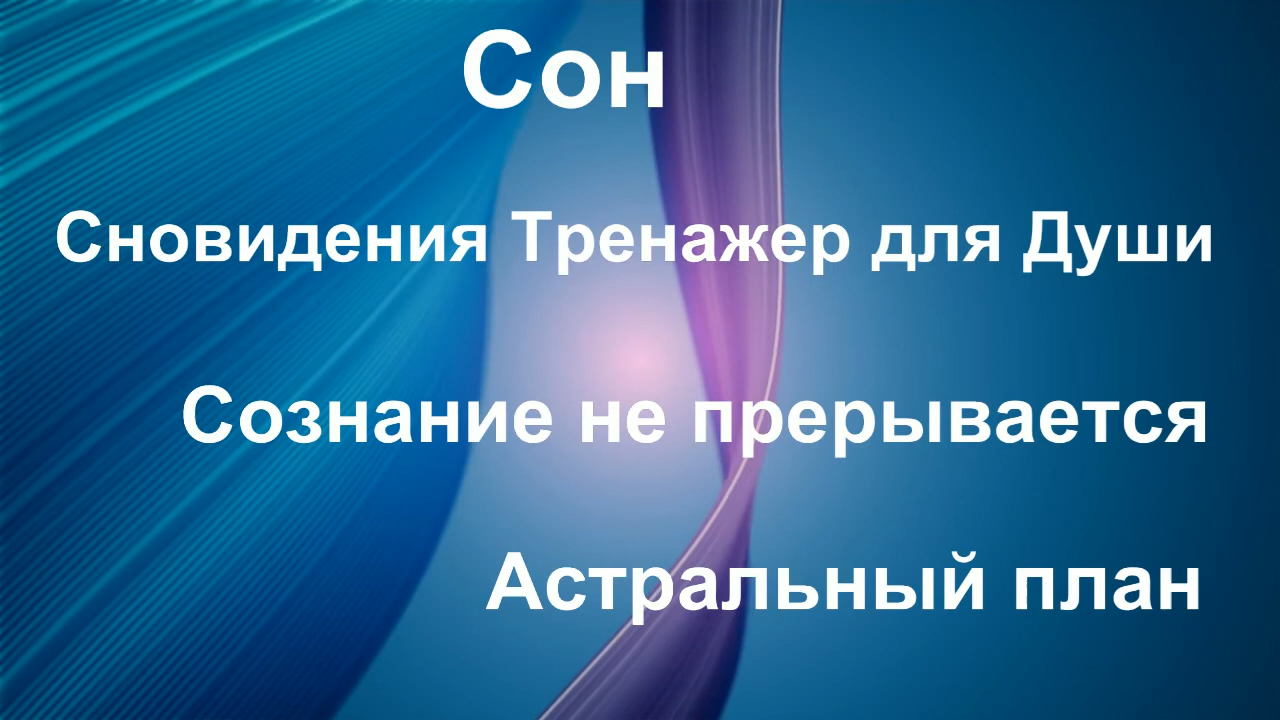 Сон
Сновидения Тренажер для Души
Сознание не прерывается
Астральный план